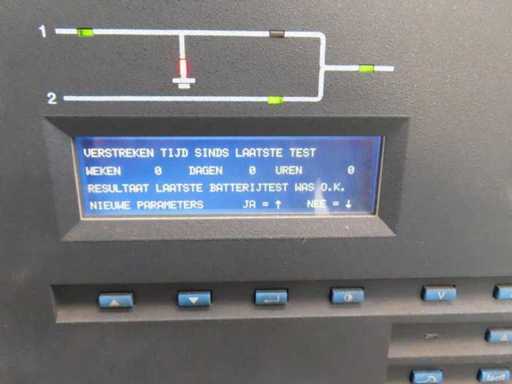 1
2
VERSTREKEN TIJD SINDS LAATSTE TEST
WEKEN 0 DAGEN 0 UREN 0
RESULTAAT LAATSTE BATTERIJTEST WAS O.K.
NIEUWE PARAMETERS JA = ↑ NEE = ↓
V